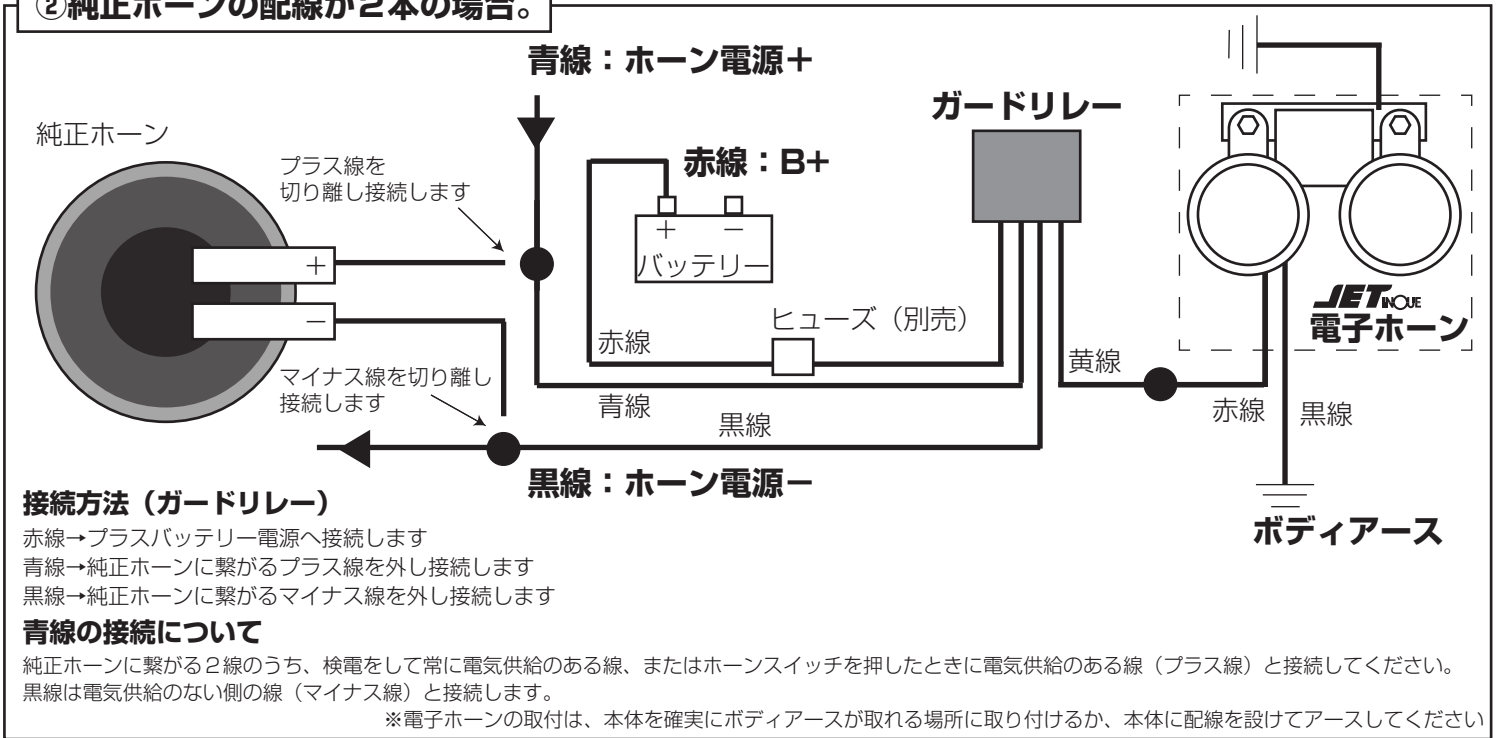 ②純正ホーンの配線が２本の場合。
青線：ホーン電源＋
ガードリレー
純正ホーン
プラス線を
切り離し接続します
赤線：B+
＋ －
バッテリー
＋
－
ヒューズ（別売）
赤線
JET INOUE
電子ホーン
マイナス線を切り離し
接続します
青線
黄線
黒線
赤線
黒線
黒線：ホーン電源－
ボディアース
接続方法（ガードリレー）
赤線→プラスバッテリー電源へ接続します
青線→純正ホーンに繋がるプラス線を外し接続します
黒線→純正ホーンに繋がるマイナス線を外し接続します
青線の接続について
純正ホーンに繋がる２線のうち、検電をして常に電気供給のある線、またはホーンスイッチを押したときに電気供給のある線（プラス線）と接続してください。
黒線は電気供給のない側の線（マイナス線）と接続します。
※電子ホーンの取付は、本体を確実にボディアースが取れる場所に取り付けるか、本体に配線を設けてアースしてください